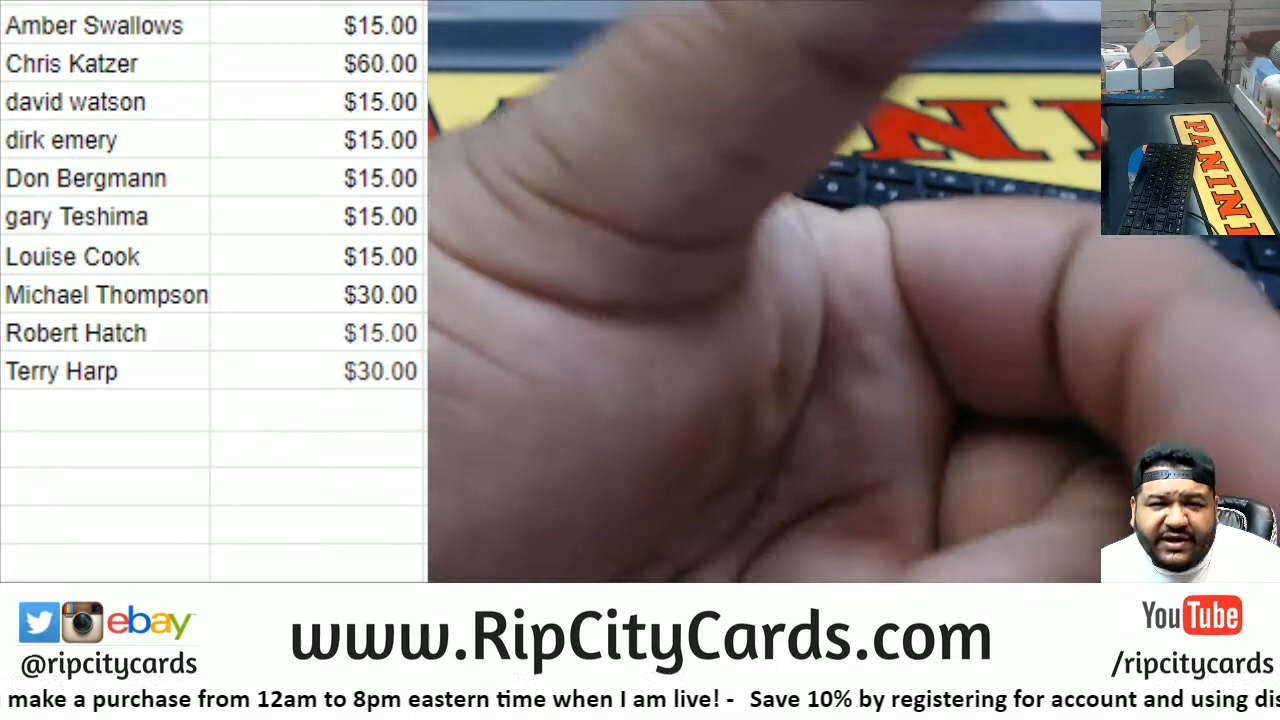 Amber Swallows $15.00
Chris Katzer $60.00
david watson $15.00
dirk emery $15.00
Don Bergmann $15.00
gary Teshima $15.00
Louise Cook $15.00
Michael Thompson $30.00
Robert Hatch $15.00
Terry Harp $30.00
PANINI
ebay
@ripcitycards
www.RipCityCards.com
YouTube
/ripcitycards
make a purchase from 12am to 8pm eastern time when I am live! - Save 10% by registering for account and using dis